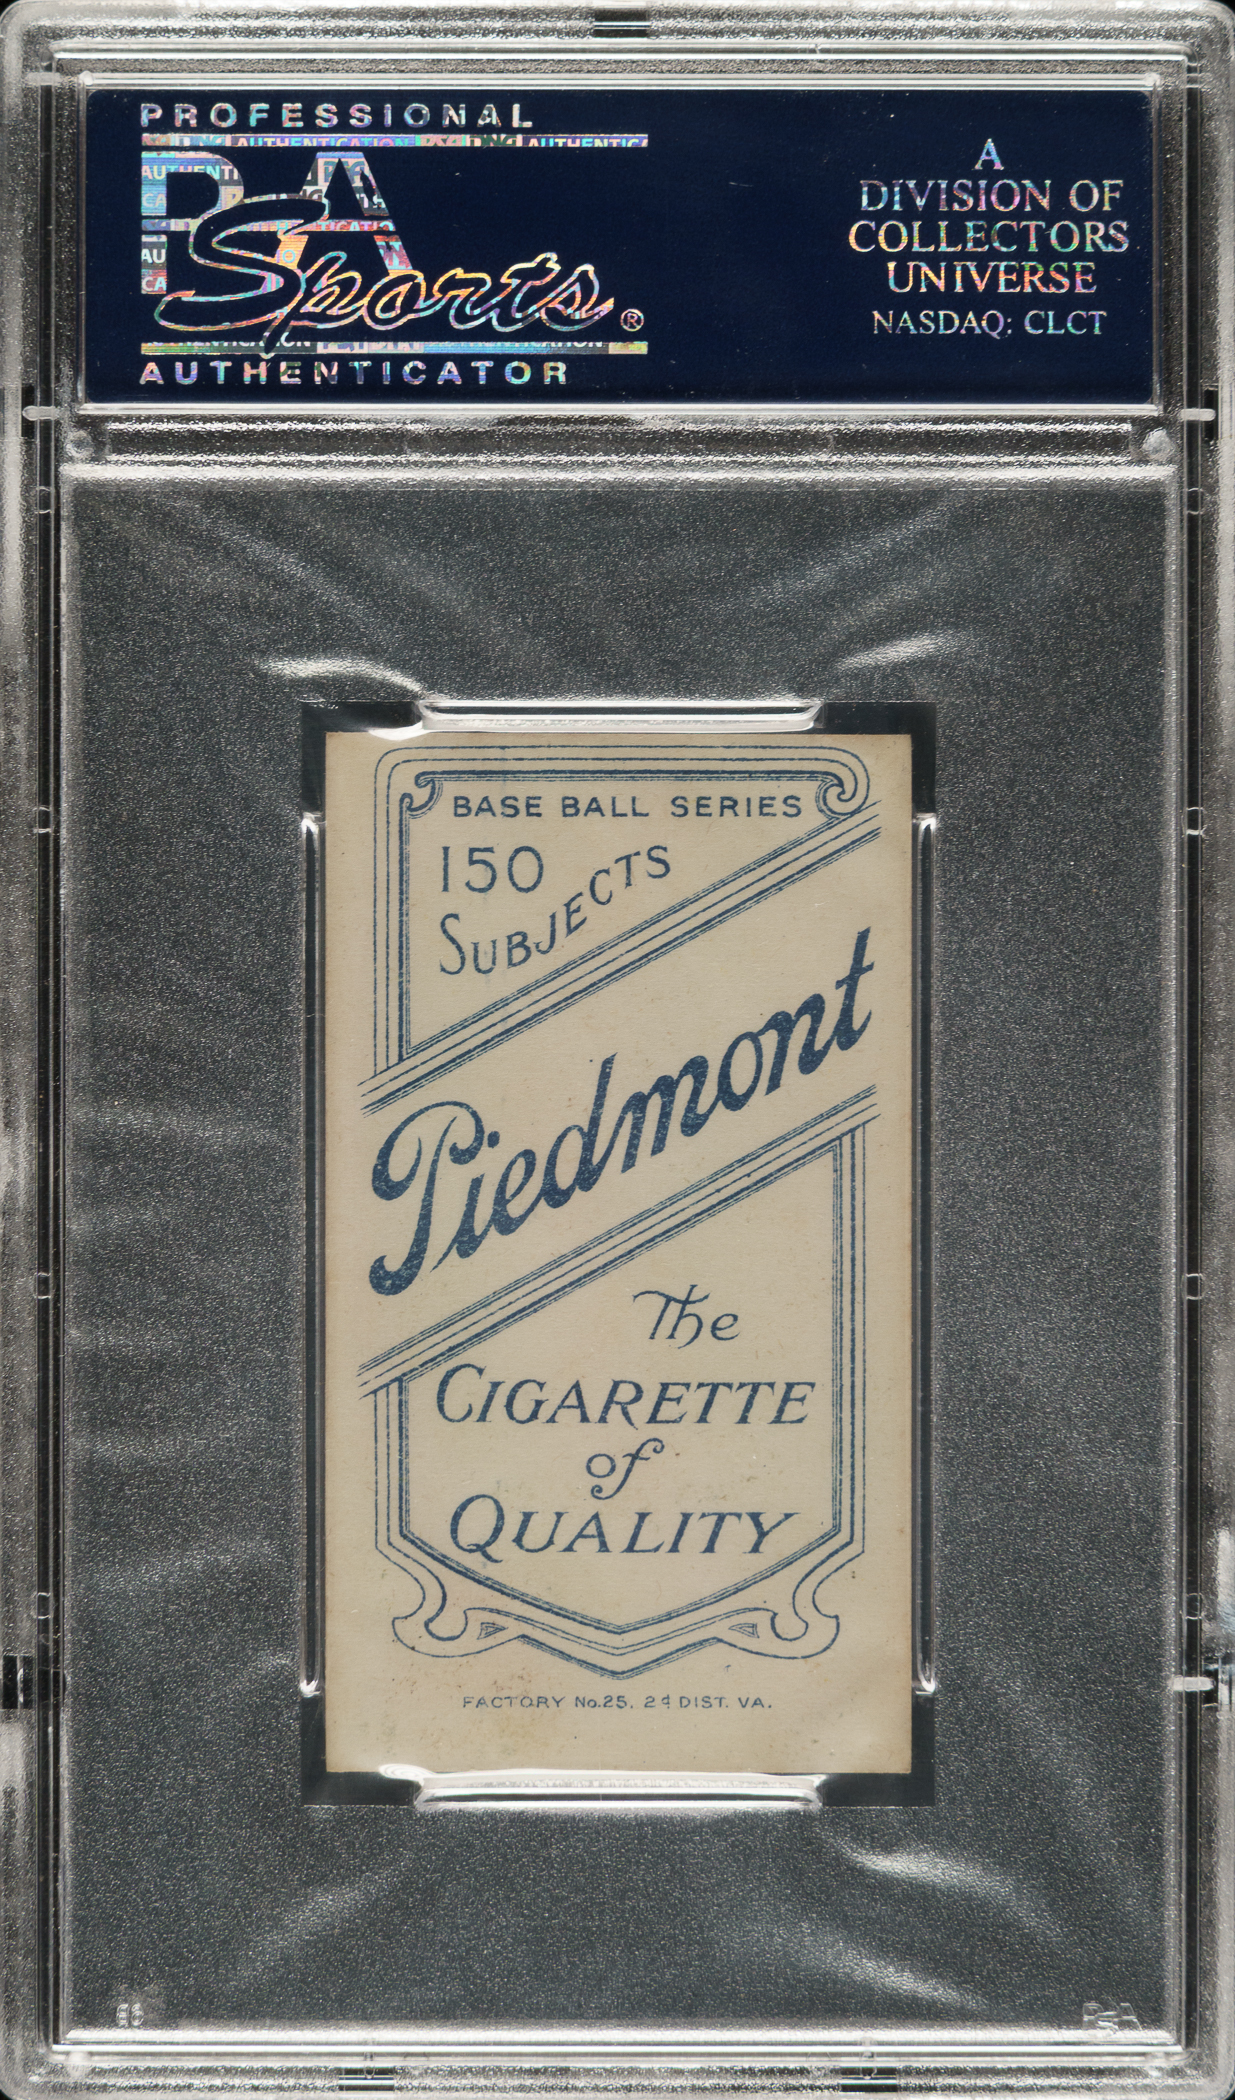 PROFESSIONAL
PSA
Sports®
AUTHENTICATOR
A
DIVISION OF
COLLECTORS
UNIVERSE
NASDAQ: CLCT
BASE BALL SERIES
150
SUBJECTS
Piedmont
The
CIGARETTE
of
QUALITY
FACTORY No.25, 2d DIST. VA.
PSA